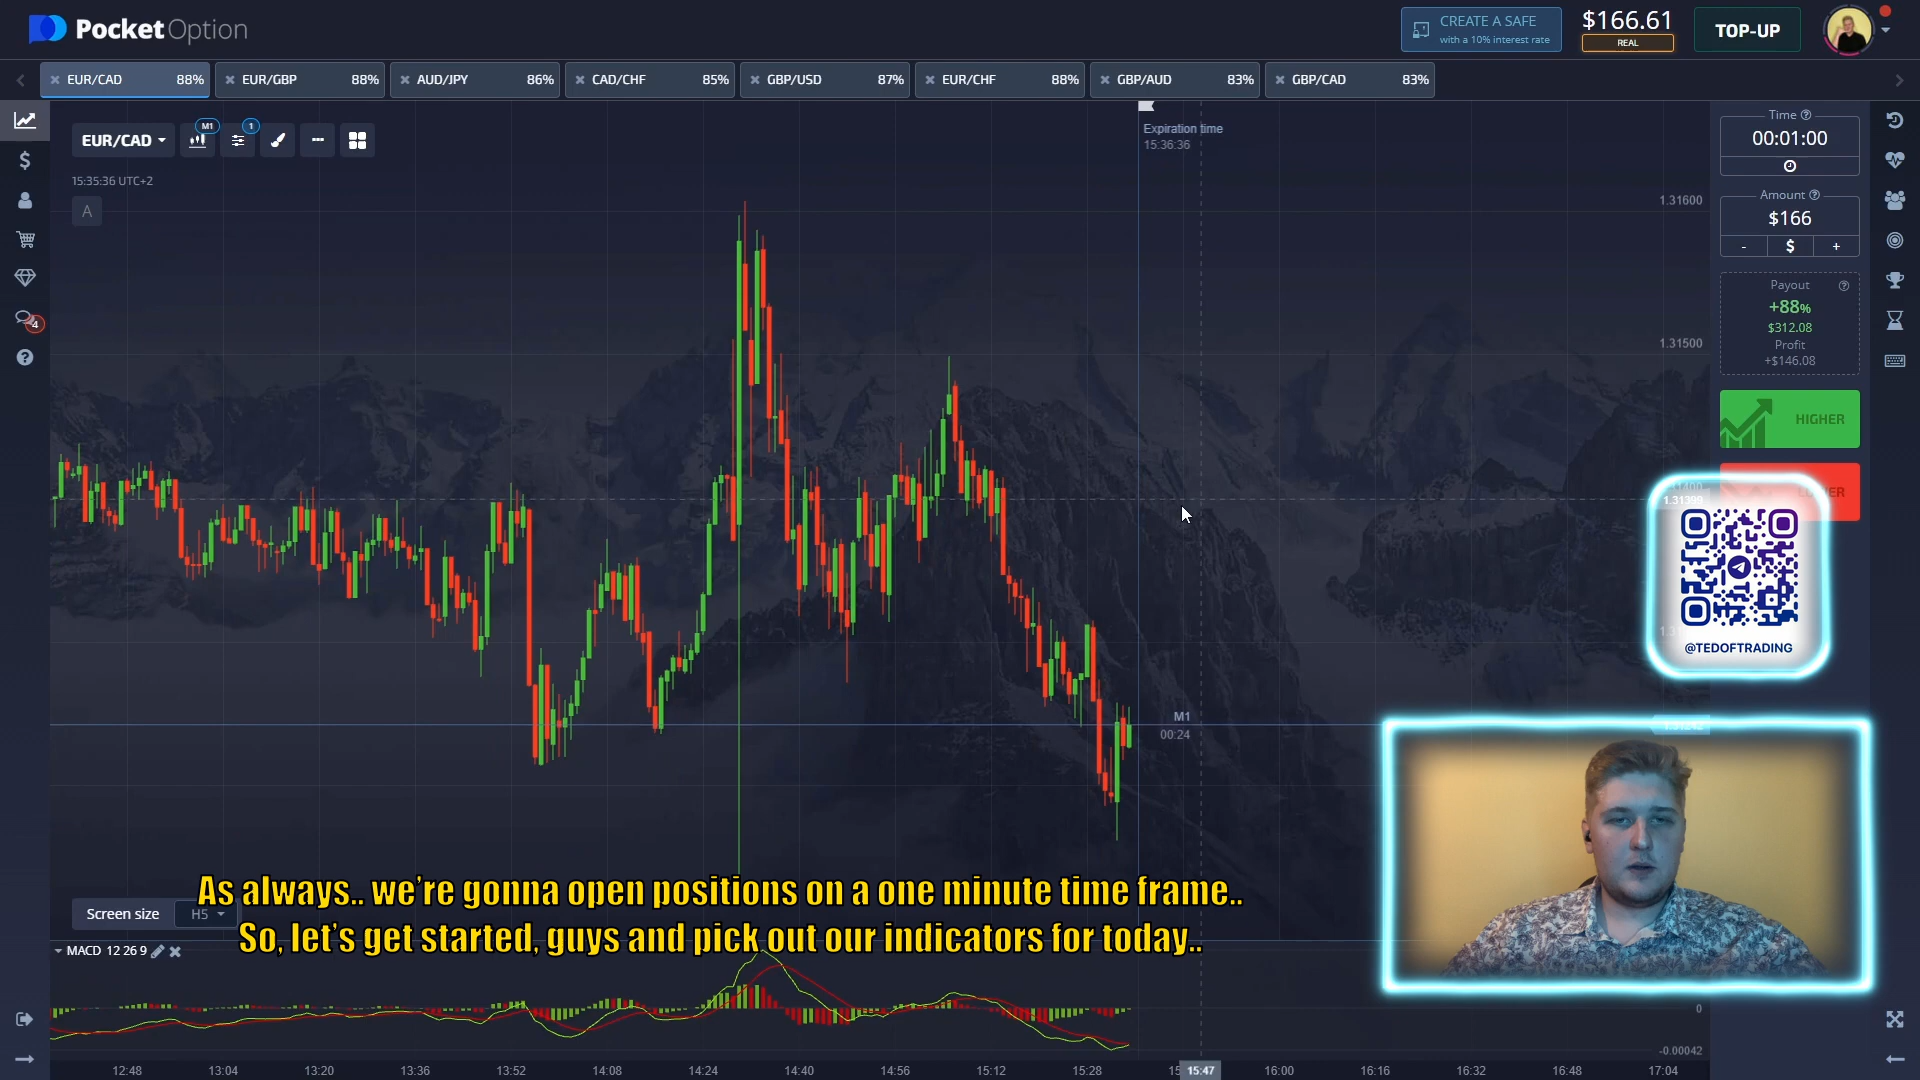 PocketOption
CREATE A SAFE
with a 10% interest rate
$166.61
REAL
TOP-UP
EUR/CAD 88%
EUR/GBP 88%
AUD/JPY 86%
CAD/CHF 85%
GBP/USD 87%
EUR/CHF 88%
GBP/AUD 83%
GBP/CAD 83%
EUR/CAD
M1
1
15:35:36 UTC+2
A
Expiration time
15:36:36
1.31600
1.31500
1.31399
Time
00:01:00
Amount
$166
- $ +
Payout
+88%
$312.08
Profit
+$146.08
HIGHER
@TEDOFTRADING
4
M1
00:24
As always.. we're gonna open positions on a one minute time frame..
So, let's get started, guys and pick out our indicators for today..
Screen size H5
MACD 12 26 9
0
-0.00042
12:48 13:04 13:20 13:36 13:52 14:08 14:24 14:40 14:56 15:12 15:28 15:47 16:00 16:16 16:32 16:48 17:04